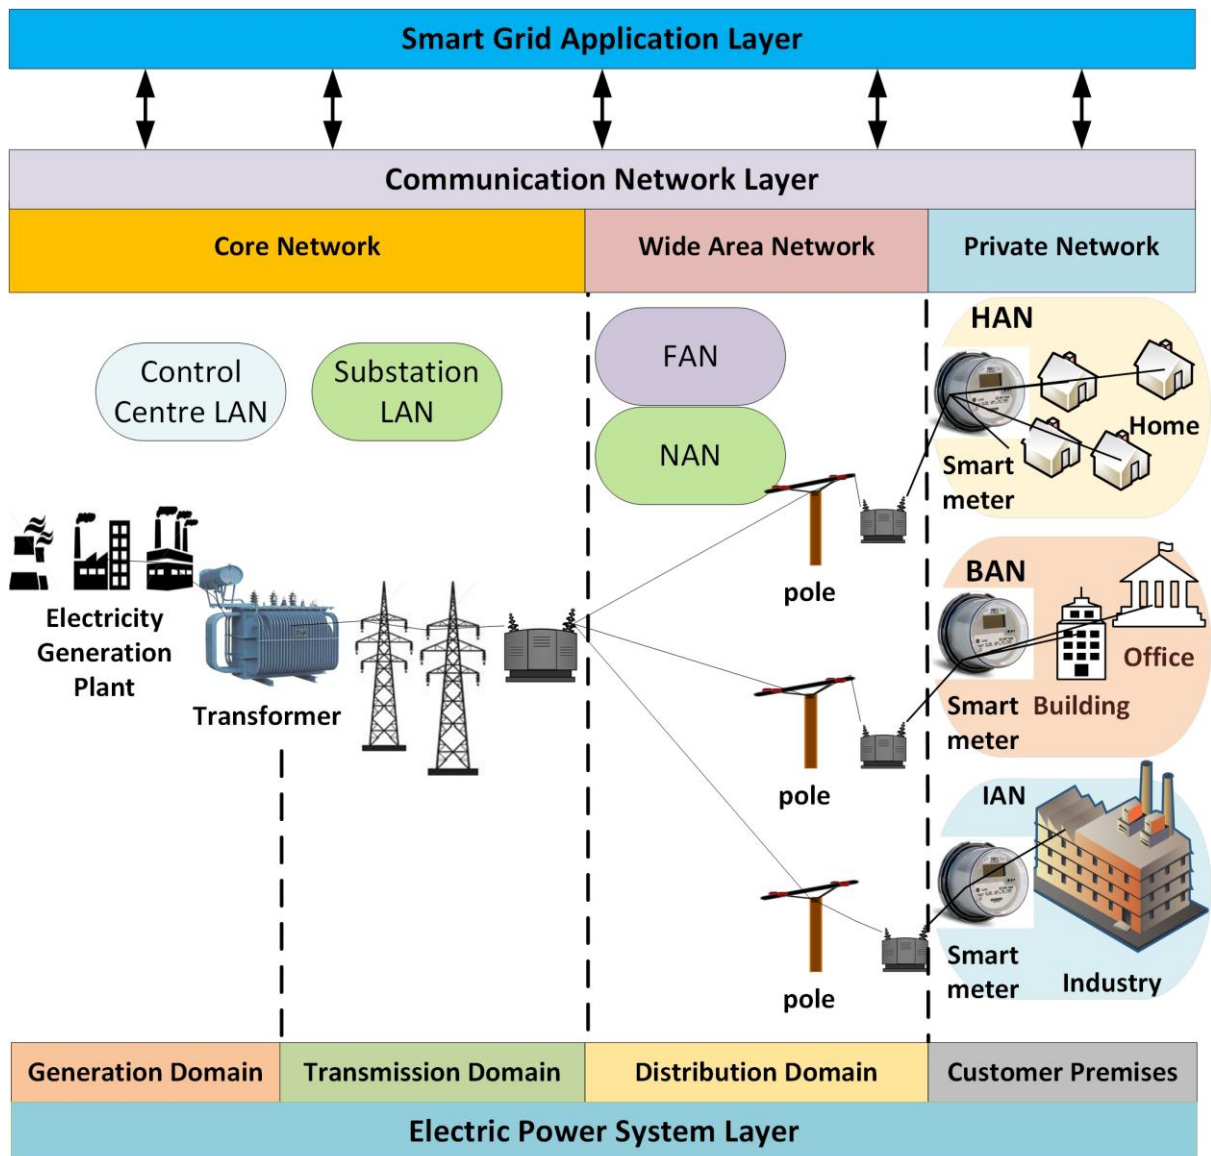 Smart Grid Application Layer
Communication Network Layer
Core Network
Wide Area Network
Private Network
Control
Centre LAN
Substation
LAN
FAN
NAN
HAN
Home
Smart
meter
Electricity
Generation
Plant
Transformer
pole
BAN
Office
Building
Smart
meter
pole
IAN
Smart
meter
Industry
pole
Generation Domain
Transmission Domain
Distribution Domain
Customer Premises
Electric Power System Layer